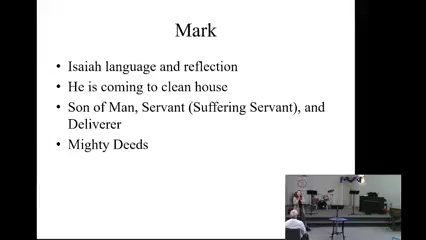 Mark
• Isaiah language and reflection
• He is coming to clean house
• Son of Man, Servant (Suffering Servant), and
Deliverer
• Mighty Deeds